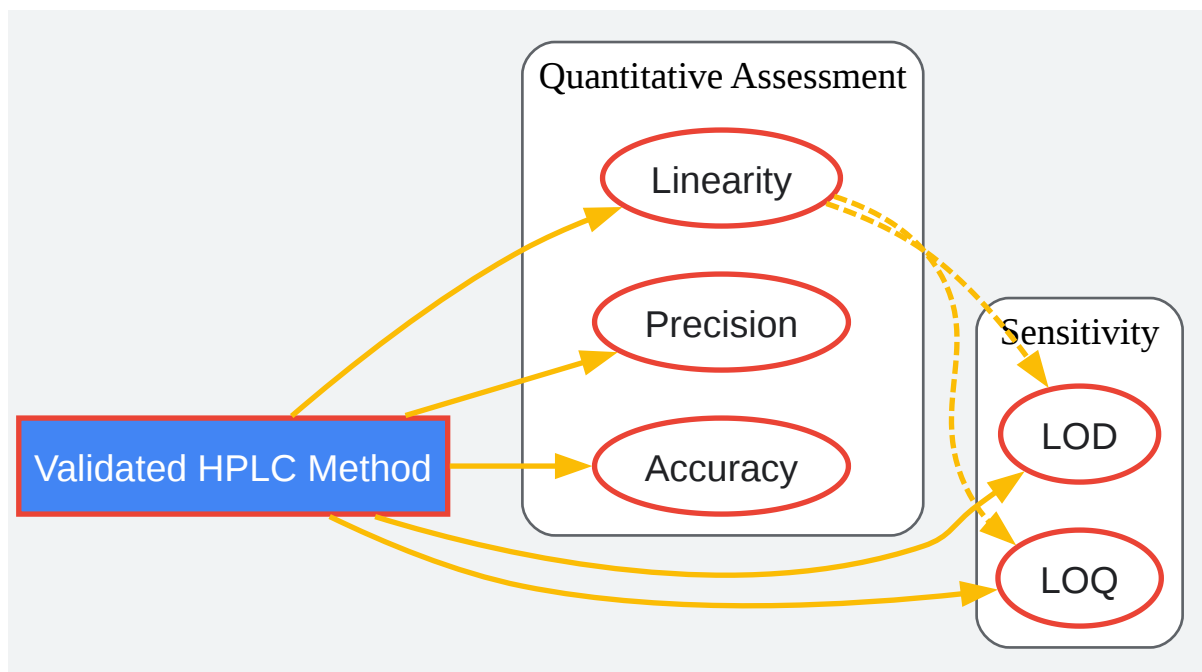 Quantitative Assessment
Linearity
Precision
Sensitivity
LOD
Validated HPLC Method
Accuracy
LOQ